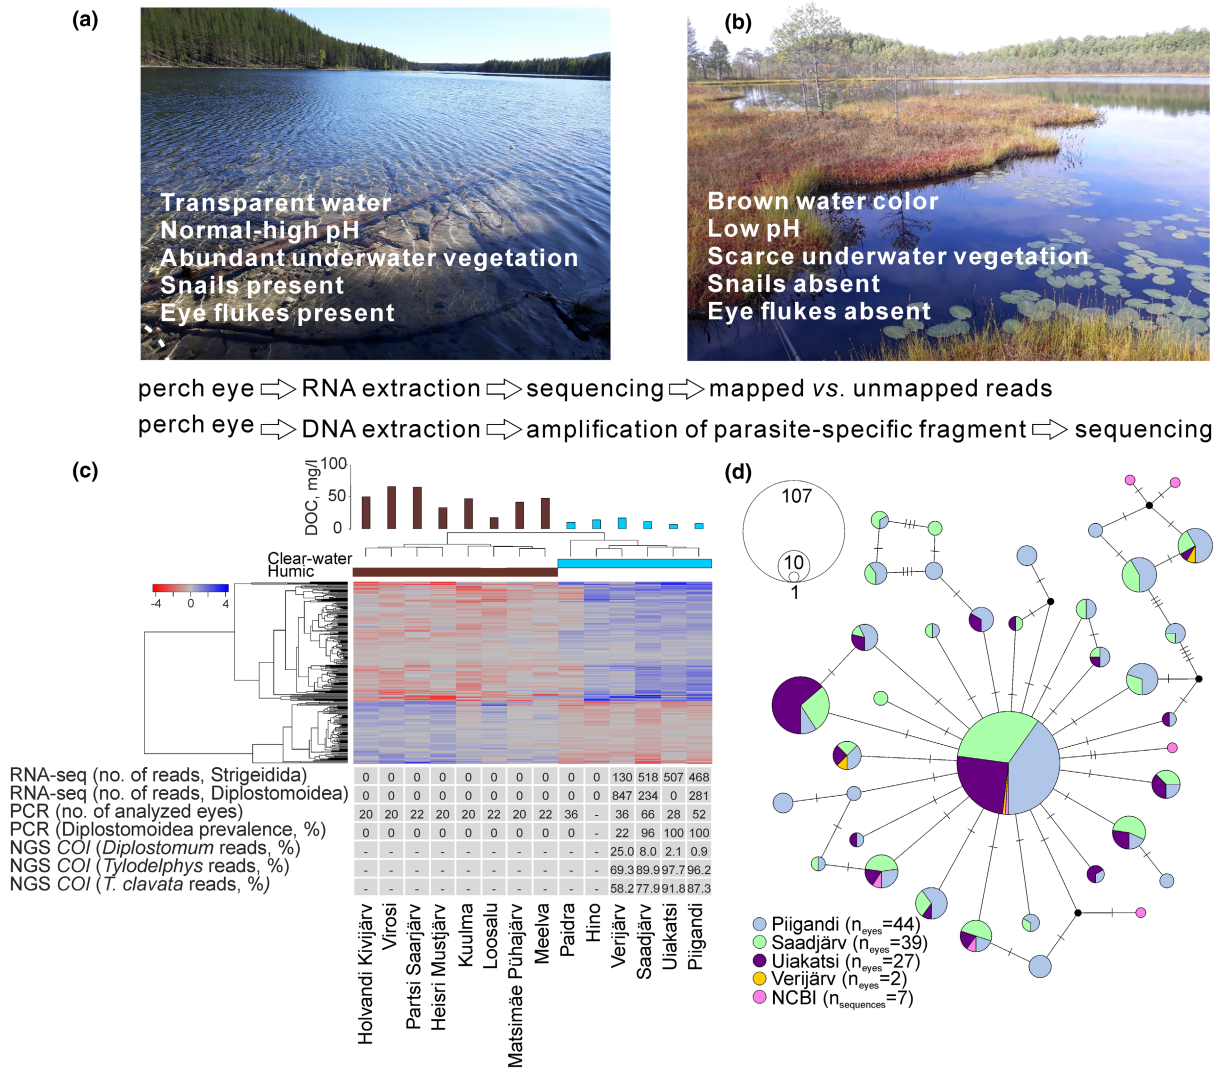 (a)
Transparent water
Normal-high pH
Abundant underwater vegetation
Snails present
Eye flukes present
(b)
Brown water color
Low pH
Scarce underwater vegetation
Snails absent
Eye flukes absent
perch eye RNA extraction sequencing mapped vs. unmapped reads
perch eye DNA extraction amplification of parasite-specific fragment sequencing
(c)
DOC, mg/l
100
50
0
Clear-water
Humic
-4 0 4
RNA-seq (no. of reads, Strigeidida) 0 0 0 0 0 0 0 0 0 0 130 518 507 468
RNA-seq (no. of reads, Diplostomoidea) 0 0 0 0 0 0 0 0 0 0 847 234 0 281
PCR (no. of analyzed eyes) 20 20 22 20 20 22 20 22 36 - 36 66 28 52
PCR (Diplostomoidea prevalence, %) 0 0 0 0 0 0 0 0 0 - 22 96 100 100
NGS COI (Diplostomum reads, %) - - - - - - - - - - 25.0 8.0 2.1 0.9
NGS COI (Tylodelphys reads, %) - - - - - - - - - - 69.3 89.9 97.7 96.2
NGS COI (T. clavata reads, %) - - - - - - - - - - 58.2 77.9 91.8 87.3
Holvandi Kivijärv
Virosi
Partsi Saarjärv
Heisri Mustjärv
Kuulma
Loosalu
Matsimäe Pühajärv
Meelva
Paidra
Hino
Verijärv
Saadjärv
Uiakatsi
Piigandi
(d)
107
10
1
Piigandi (neyes=44)
Saadjärv (neyes=39)
Uiakatsi (neyes=27)
Verijärv (neyes=2)
NCBI (nsequences=7)